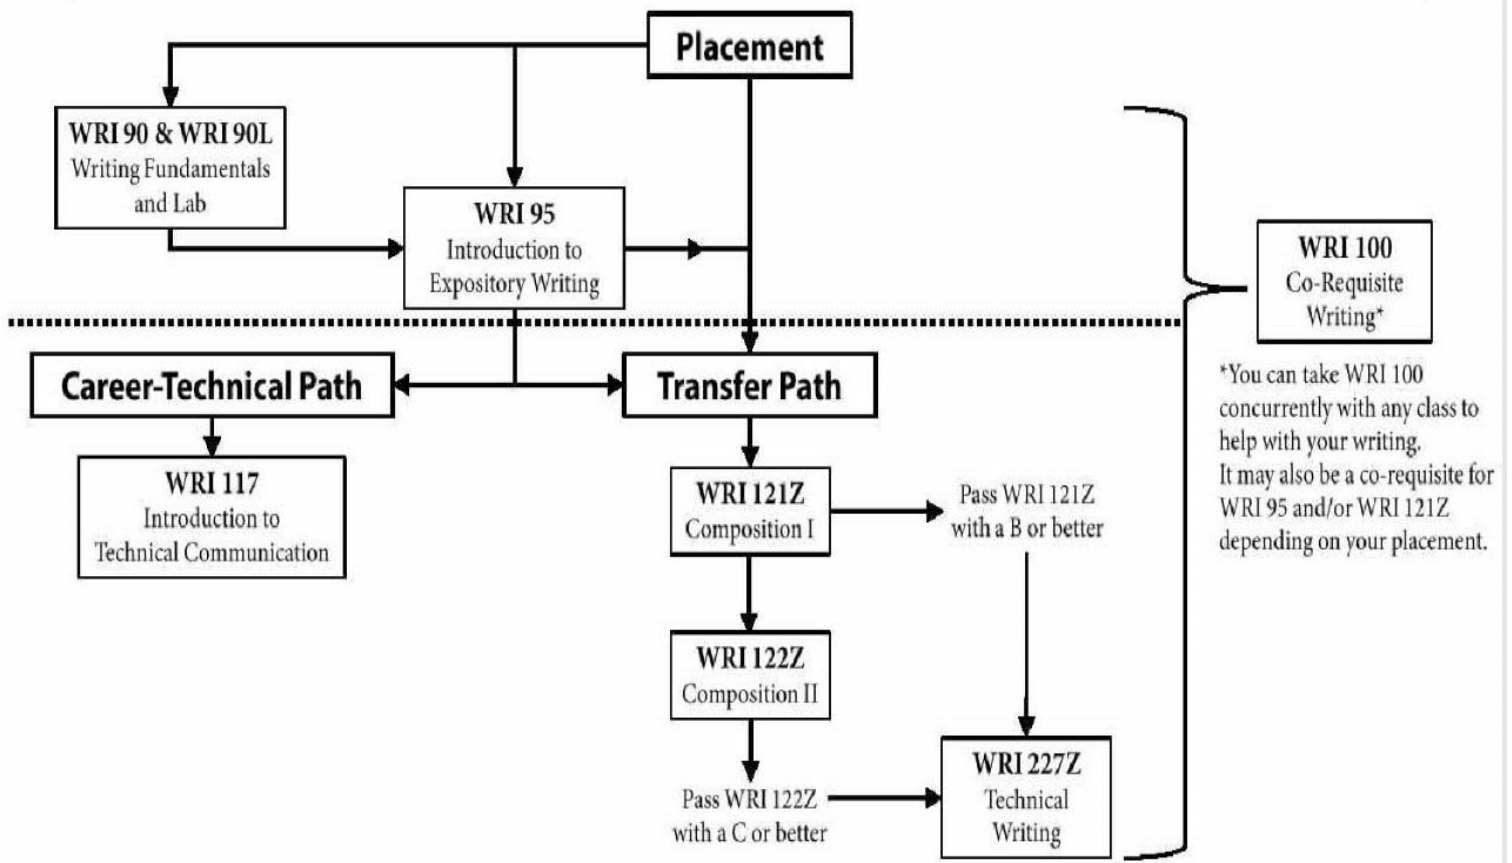 Placement
WRI 90 & WRI 90L
Writing Fundamentals
and Lab
WRI 95
Introduction to
Expository Writing
WRI 100
Co-Requisite
Writing*
*You can take WRI 100
concurrently with any class to
help with your writing.
It may also be a co-requisite for
WRI 95 and/or WRI 121Z
depending on your placement.
Career-Technical Path
Transfer Path
WRI 117
Introduction to
Technical Communication
WRI 121Z
Composition I
Pass WRI 121Z
with a B or better
WRI 122Z
Composition II
Pass WRI 122Z
with a C or better
WRI 227Z
Technical
Writing